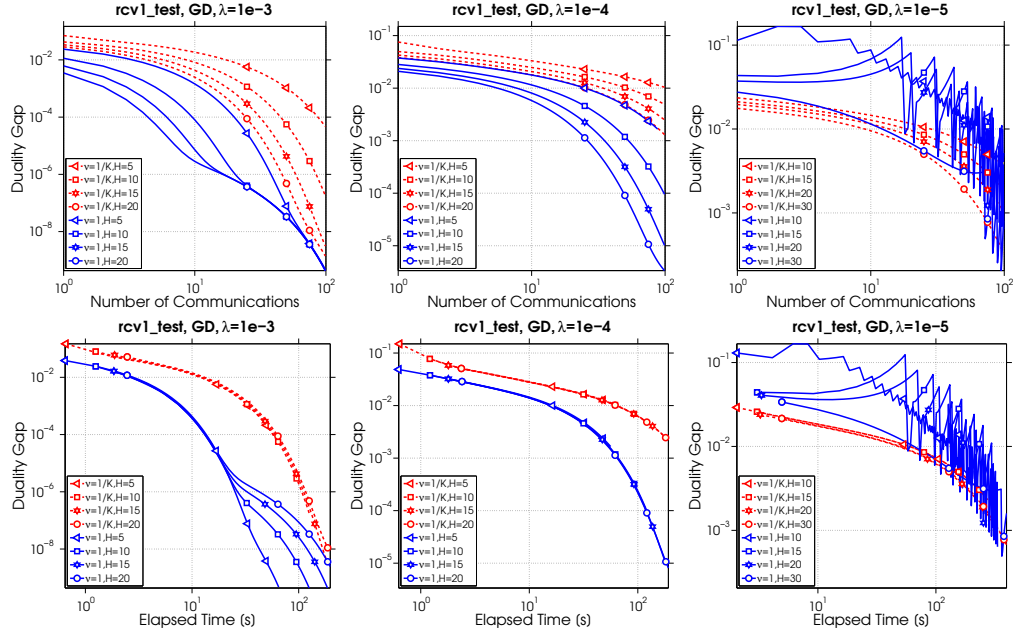 rcv1_test, GD, λ=1e-3
Duality Gap
10^-2
10^-4
10^-6
10^-8
ν=1/K,H=5
ν=1/K,H=10
ν=1/K,H=15
ν=1/K,H=20
ν=1,H=5
ν=1,H=10
ν=1,H=15
ν=1,H=20
10^0
10^1
10^2
Number of Communications
rcv1_test, GD, λ=1e-4
Duality Gap
10^-1
10^-2
10^-3
10^-4
10^-5
ν=1/K,H=5
ν=1/K,H=10
ν=1/K,H=15
ν=1/K,H=20
ν=1,H=5
ν=1,H=10
ν=1,H=15
ν=1,H=20
10^0
10^1
10^2
Number of Communications
rcv1_test, GD, λ=1e-5
Duality Gap
10^-1
10^-2
10^-3
ν=1/K,H=10
ν=1/K,H=15
ν=1/K,H=20
ν=1/K,H=30
ν=1,H=10
ν=1,H=15
ν=1,H=20
ν=1,H=30
10^0
10^1
10^2
Number of Communications
rcv1_test, GD, λ=1e-3
Duality Gap
10^-2
10^-4
10^-6
10^-8
ν=1/K,H=5
ν=1/K,H=10
ν=1/K,H=15
ν=1/K,H=20
ν=1,H=5
ν=1,H=10
ν=1,H=15
ν=1,H=20
10^0
10^1
10^2
Elapsed Time [s]
rcv1_test, GD, λ=1e-4
Duality Gap
10^-1
10^-2
10^-3
10^-4
10^-5
ν=1/K,H=5
ν=1/K,H=10
ν=1/K,H=15
ν=1/K,H=20
ν=1,H=5
ν=1,H=10
ν=1,H=15
ν=1,H=20
10^0
10^1
10^2
Elapsed Time [s]
rcv1_test, GD, λ=1e-5
Duality Gap
10^-1
10^-2
10^-3
ν=1/K,H=10
ν=1/K,H=15
ν=1/K,H=20
ν=1/K,H=30
ν=1,H=10
ν=1,H=15
ν=1,H=20
ν=1,H=30
10^1
10^2
Elapsed Time [s]